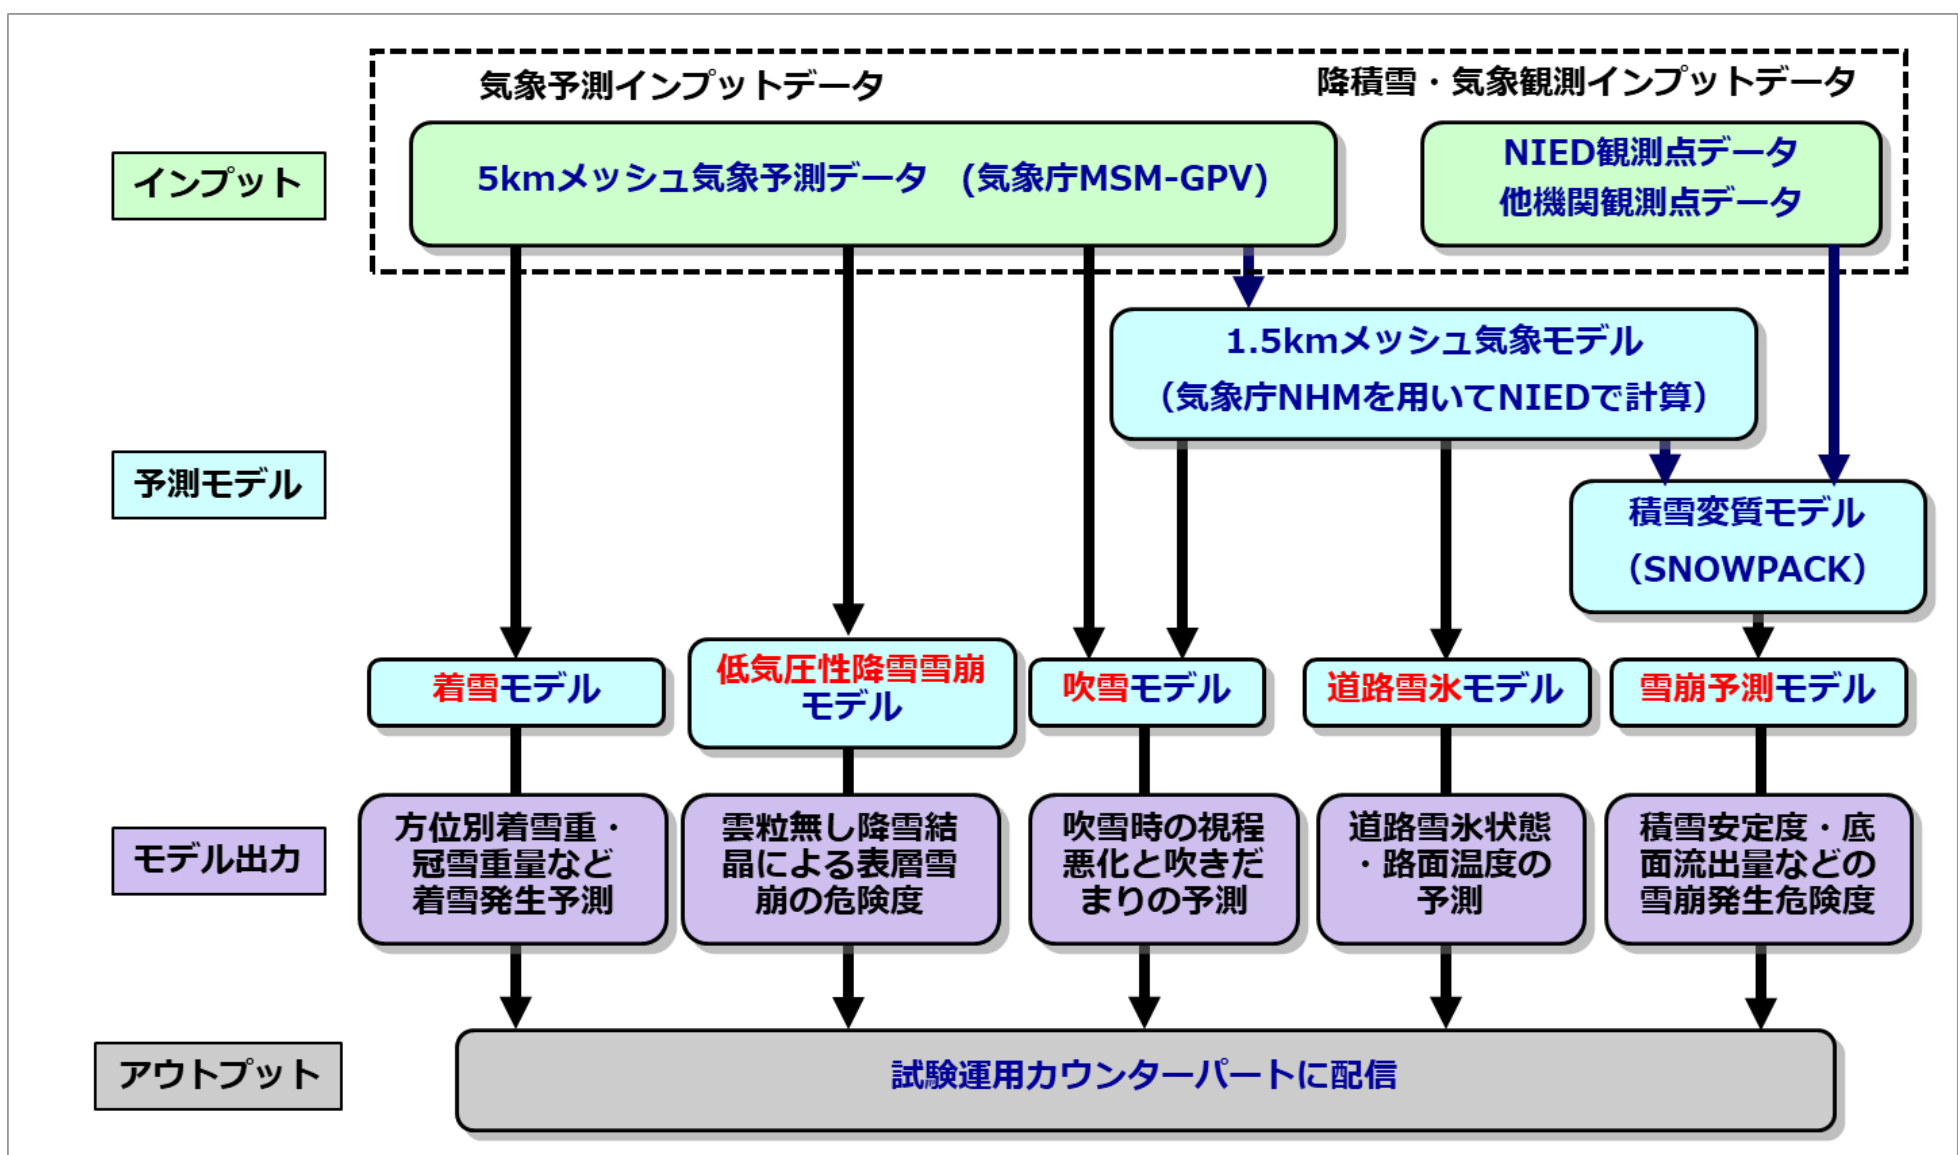 気象予測インプットデータ
降積雪・気象観測インプットデータ
インプット
5kmメッシュ気象予測データ (気象庁MSM-GPV)
NIED観測点データ
他機関観測点データ
1.5kmメッシュ気象モデル
（気象庁NHMを用いてNIEDで計算）
予測モデル
積雪変質モデル
（SNOWPACK）
着雪モデル
低気圧性降雪雪崩
モデル
吹雪モデル
道路雪氷モデル
雪崩予測モデル
モデル出力
方位別着雪重・
冠雪重量など
着雪発生予測
雲粒無し降雪結
晶による表層雪
崩の危険度
吹雪時の視程
悪化と吹きだ
まりの予測
道路雪氷状態
・路面温度の
予測
積雪安定度・底
面流出量などの
雪崩発生危険度
アウトプット
試験運用カウンターパートに配信